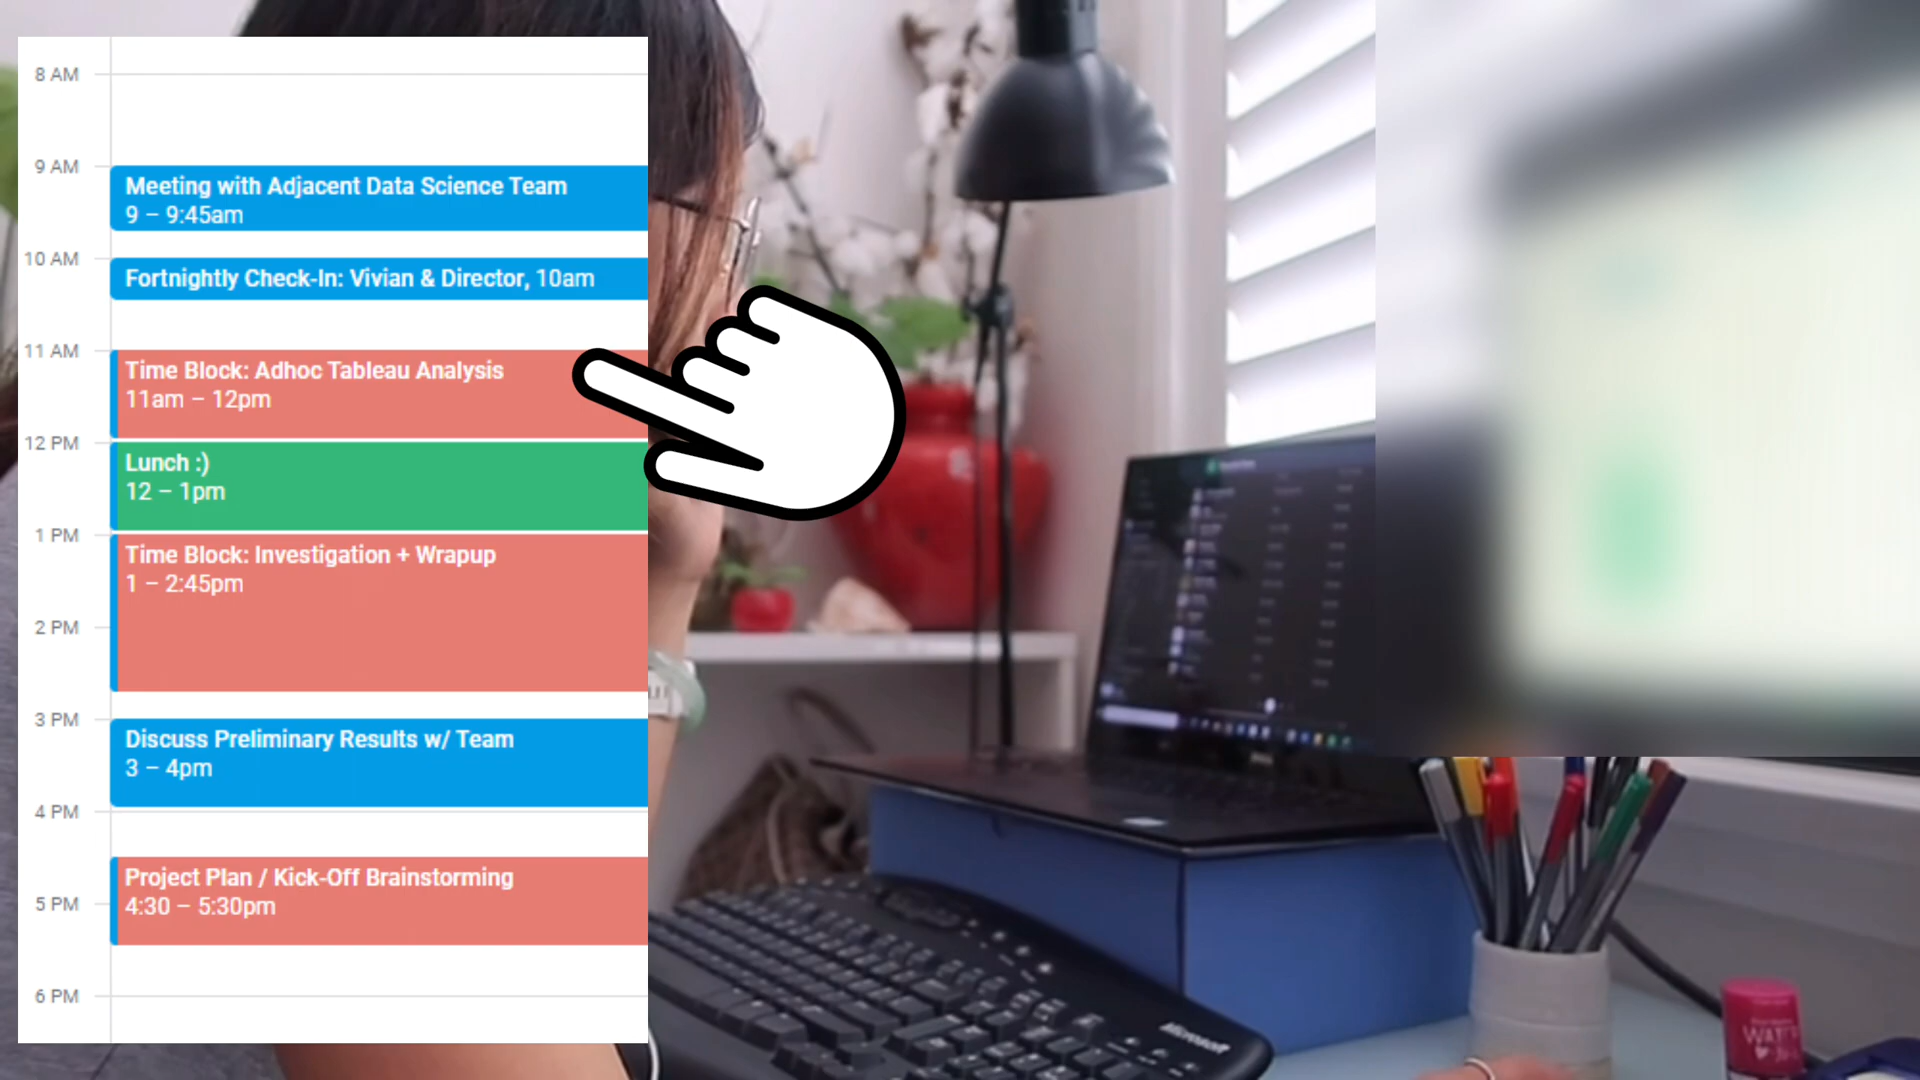 8 AM
9 AM
Meeting with Adjacent Data Science Team
9 – 9:45am
10 AM
Fortnightly Check-In: Vivian & Director, 10am
11 AM
Time Block: Adhoc Tableau Analysis
11am – 12pm
12 PM
Lunch :)
12 – 1pm
1 PM
Time Block: Investigation + Wrapup
1 – 2:45pm
2 PM
3 PM
Discuss Preliminary Results w/ Team
3 – 4pm
4 PM
Project Plan / Kick-Off Brainstorming
4:30 – 5:30pm
5 PM
6 PM
Microsoft
WATER